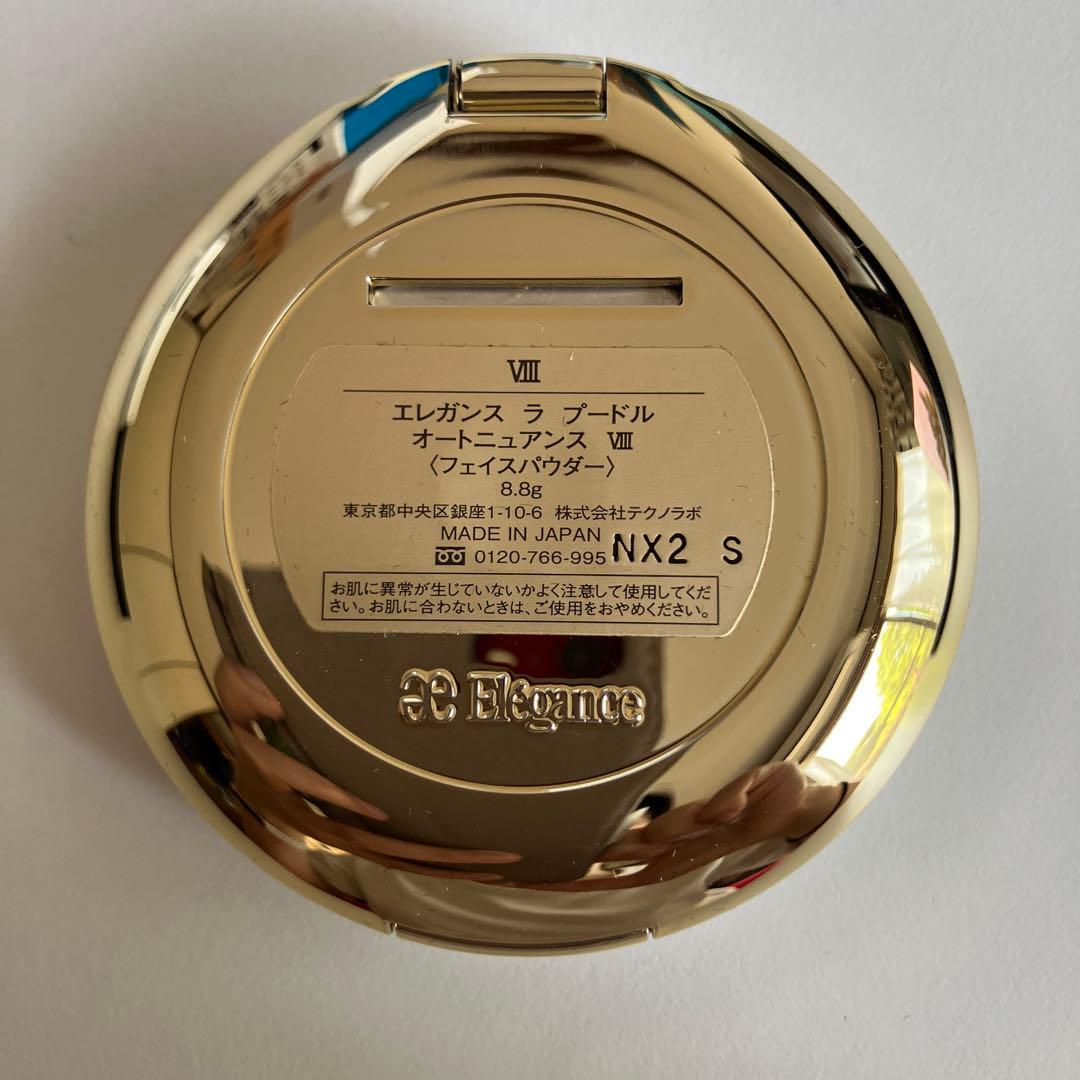 Ⅷ
エレガンス ラ プードル
オートニュアンス Ⅷ
〈フェイスパウダー〉
8.8g
東京都中央区銀座1-10-6 株式会社テクノラボ
MADE IN JAPAN
0120-766-995 NX2 S
お肌に異常が生じていないかよく注意して使用してくだ
さい。お肌に合わないときは、ご使用をおやめください。
Elégance